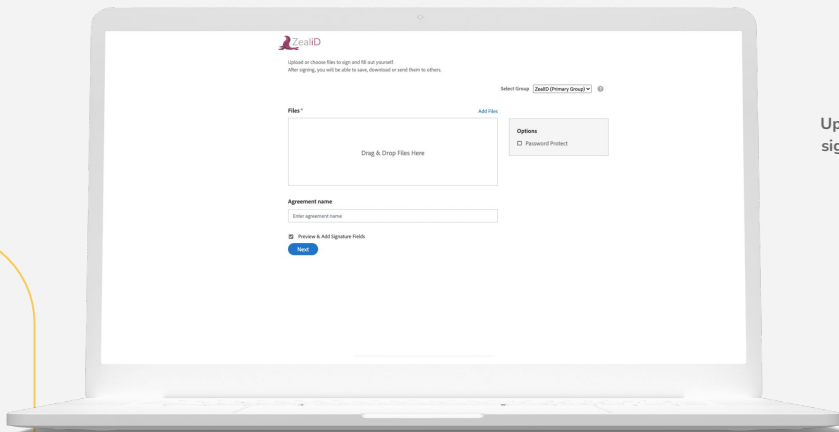 ZealiD
Upload or choose files to sign and fill out yourself.
After signing, you will be able to save, download or send them to others.
Select Group ZealiD (Primary Group)
Files *
Add Files
Drag & Drop Files Here
Options
Password Protect
Agreement name
Enter agreement name
Preview & Add Signature Fields
Next
Up
sig